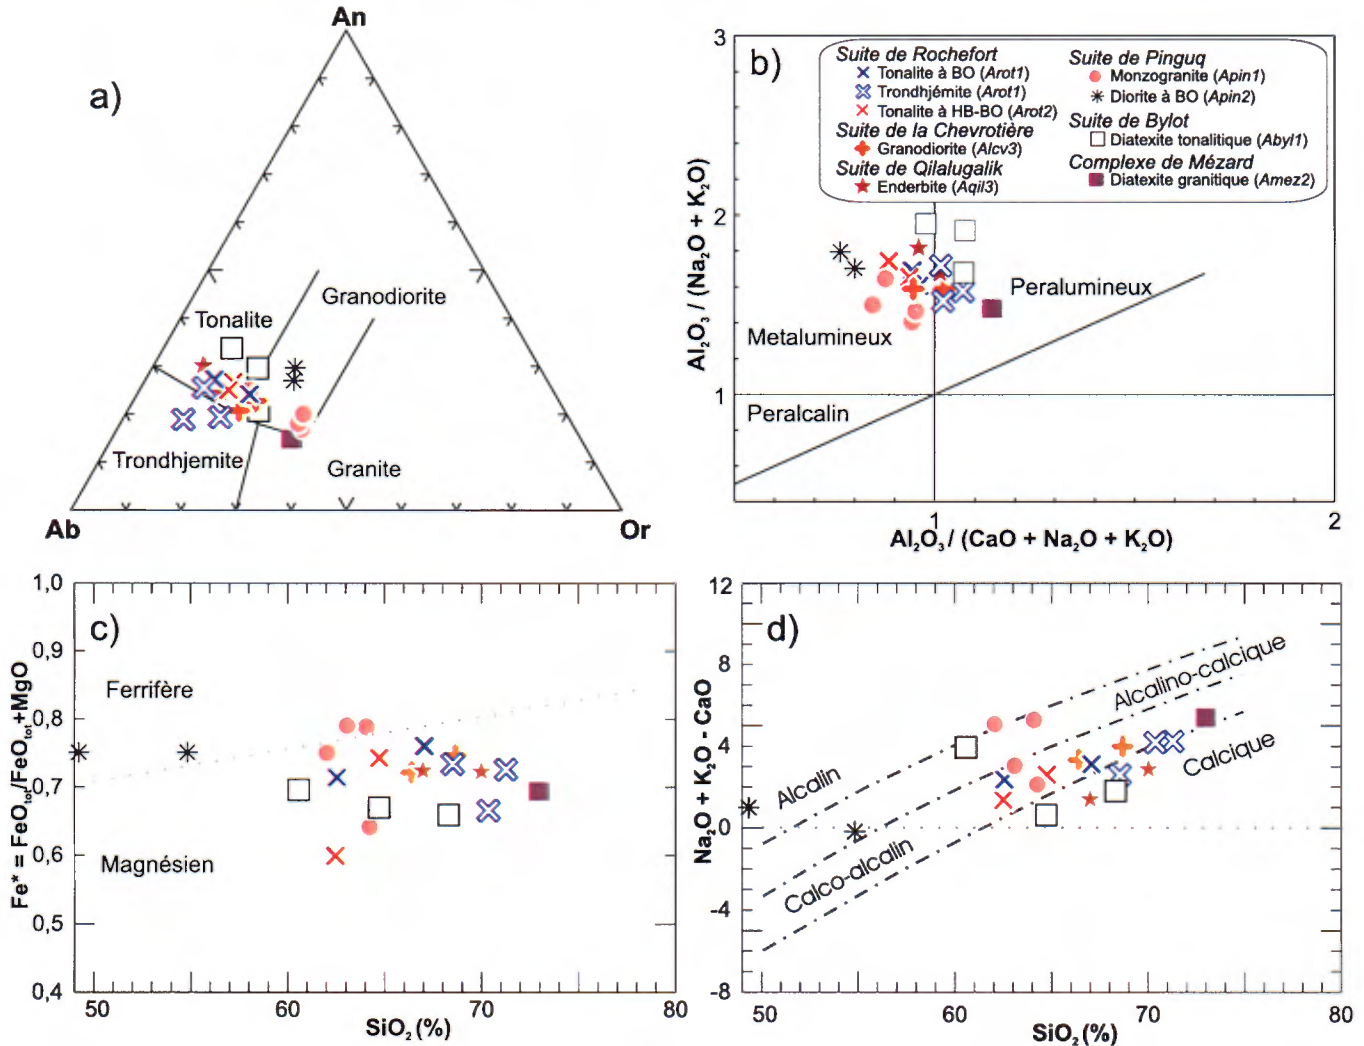 a)
An
Granodiorite
Tonalite
Trondhjemite
Granite
Ab
Or
b)
3
2
1
Al₂O₃ / (Na₂O + K₂O)
Suite de Rochefort
Tonalite à BO (Arot1)
Trondhjémite (Arot1)
Tonalite à HB-BO (Arot2)
Suite de la Chevrotière
Granodiorite (Alcv3)
Suite de Qilalugalik
Enderbite (Aqil3)
Suite de Pinguq
Monzogranite (Apin1)
Diorite à BO (Apin2)
Suite de Bylot
Diatexite tonalitique (Abyl1)
Complexe de Mézard
Diatexite granitique (Amez2)
Peralumineux
Metalumineux
Peralcalin
1
2
Al₂O₃ / (CaO + Na₂O + K₂O)
c)
1,0
0,9
0,8
0,7
0,6
0,5
0,4
Fe* = FeO tot/FeO tot+MgO
Ferrifère
Magnésien
50
60
70
80
SiO₂ (%)
d)
12
8
4
0
-4
-8
Na₂O + K₂O - CaO
Alcalin
Alcalino-calcique
Calco-alcalin
Calcique
50
60
70
80
SiO₂ (%)